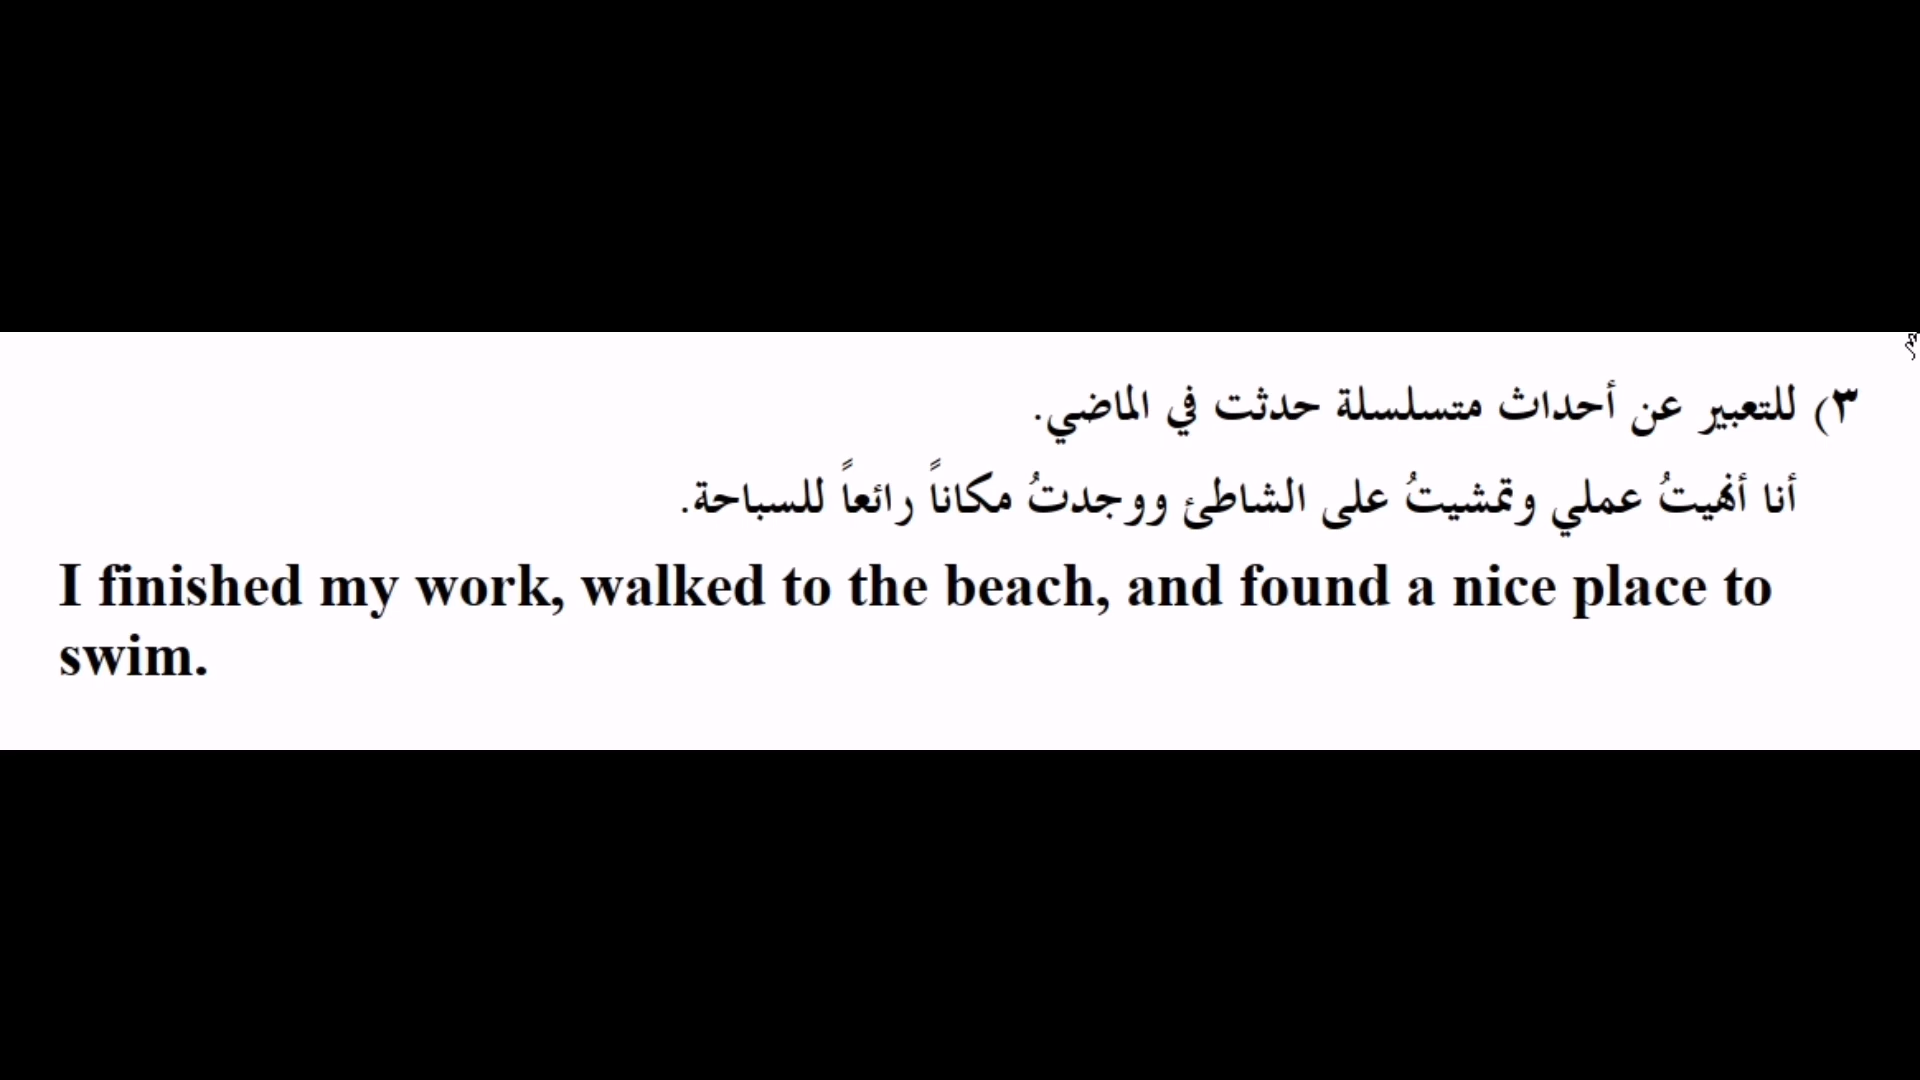 ٣) للتعبير عن أحداث متسلسلة حدثت في الماضي.
أنا أنهيتُ عملي وتمشيتُ على الشاطئ ووجدتُ مكاناً رائعاً للسباحة.
I finished my work, walked to the beach, and found a nice place to
swim.